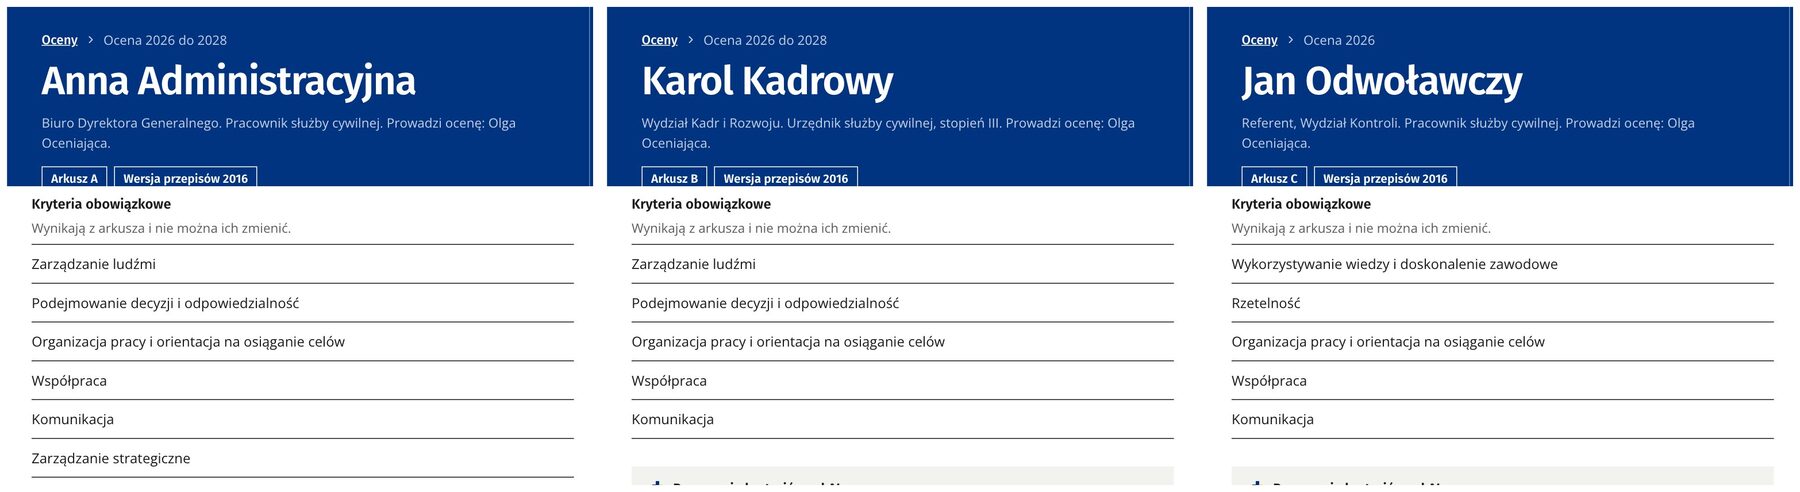 Oceny > Ocena 2026 do 2028
Anna Administracyjna
Biuro Dyrektora Generalnego. Pracownik służby cywilnej. Prowadzi ocenę: Olga
Oceniająca.
Arkusz A
Wersja przepisów 2016
Kryteria obowiązkowe
Wynikają z arkusza i nie można ich zmienić.
Zarządzanie ludźmi
Podejmowanie decyzji i odpowiedzialność
Organizacja pracy i orientacja na osiąganie celów
Współpraca
Komunikacja
Zarządzanie strategiczne
Oceny > Ocena 2026 do 2028
Karol Kadrowy
Wydział Kadr i Rozwoju. Urzędnik służby cywilnej, stopień III. Prowadzi ocenę: Olga
Oceniająca.
Arkusz B
Wersja przepisów 2016
Kryteria obowiązkowe
Wynikają z arkusza i nie można ich zmienić.
Zarządzanie ludźmi
Podejmowanie decyzji i odpowiedzialność
Organizacja pracy i orientacja na osiąganie celów
Współpraca
Komunikacja
Oceny > Ocena 2026
Jan Odwoławczy
Referent, Wydział Kontroli. Pracownik służby cywilnej. Prowadzi ocenę: Olga
Oceniająca.
Arkusz C
Wersja przepisów 2016
Kryteria obowiązkowe
Wynikają z arkusza i nie można ich zmienić.
Wykorzystywanie wiedzy i doskonalenie zawodowe
Rzetelność
Organizacja pracy i orientacja na osiąganie celów
Współpraca
Komunikacja